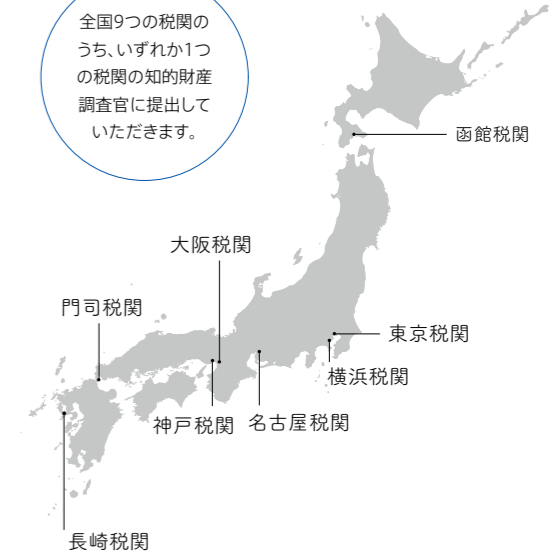 全国9つの税関の
うち、いずれか1つ
の税関の知的財産
調査官に提出して
いただきます。
函館税関
大阪税関
門司税関
東京税関
横浜税関
神戸税関
名古屋税関
長崎税関